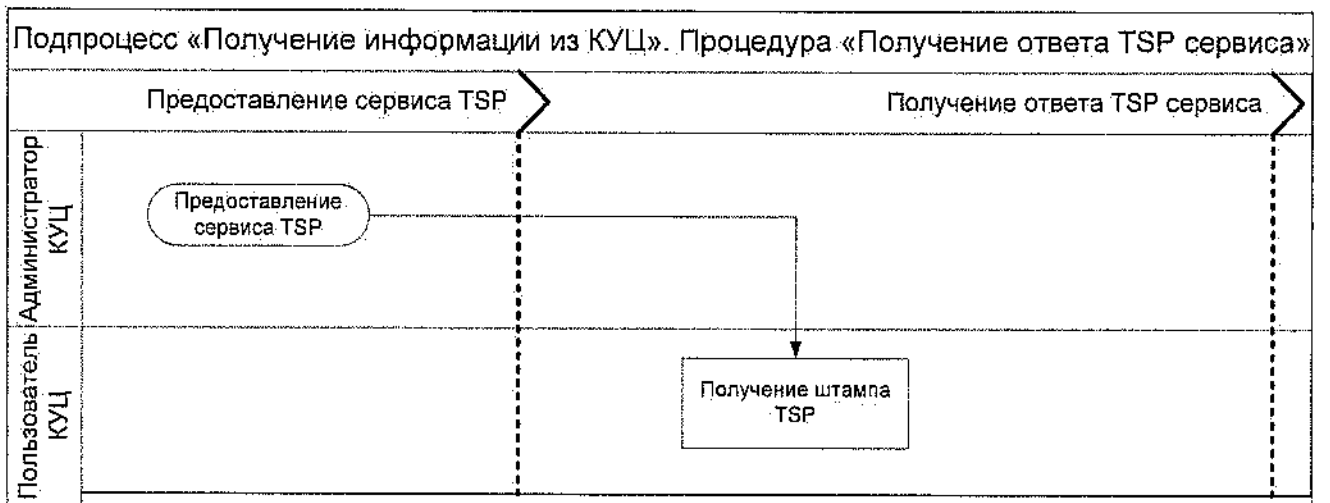 Подпроцесс «Получение информации из КУЦ». Процедура «Получение ответа TSP сервиса»
Предоставление сервиса TSP
Получение ответа TSP сервиса
Администратор
КУЦ
Предоставление
сервиса TSP
Пользователь
КУЦ
Получение штампа
TSP